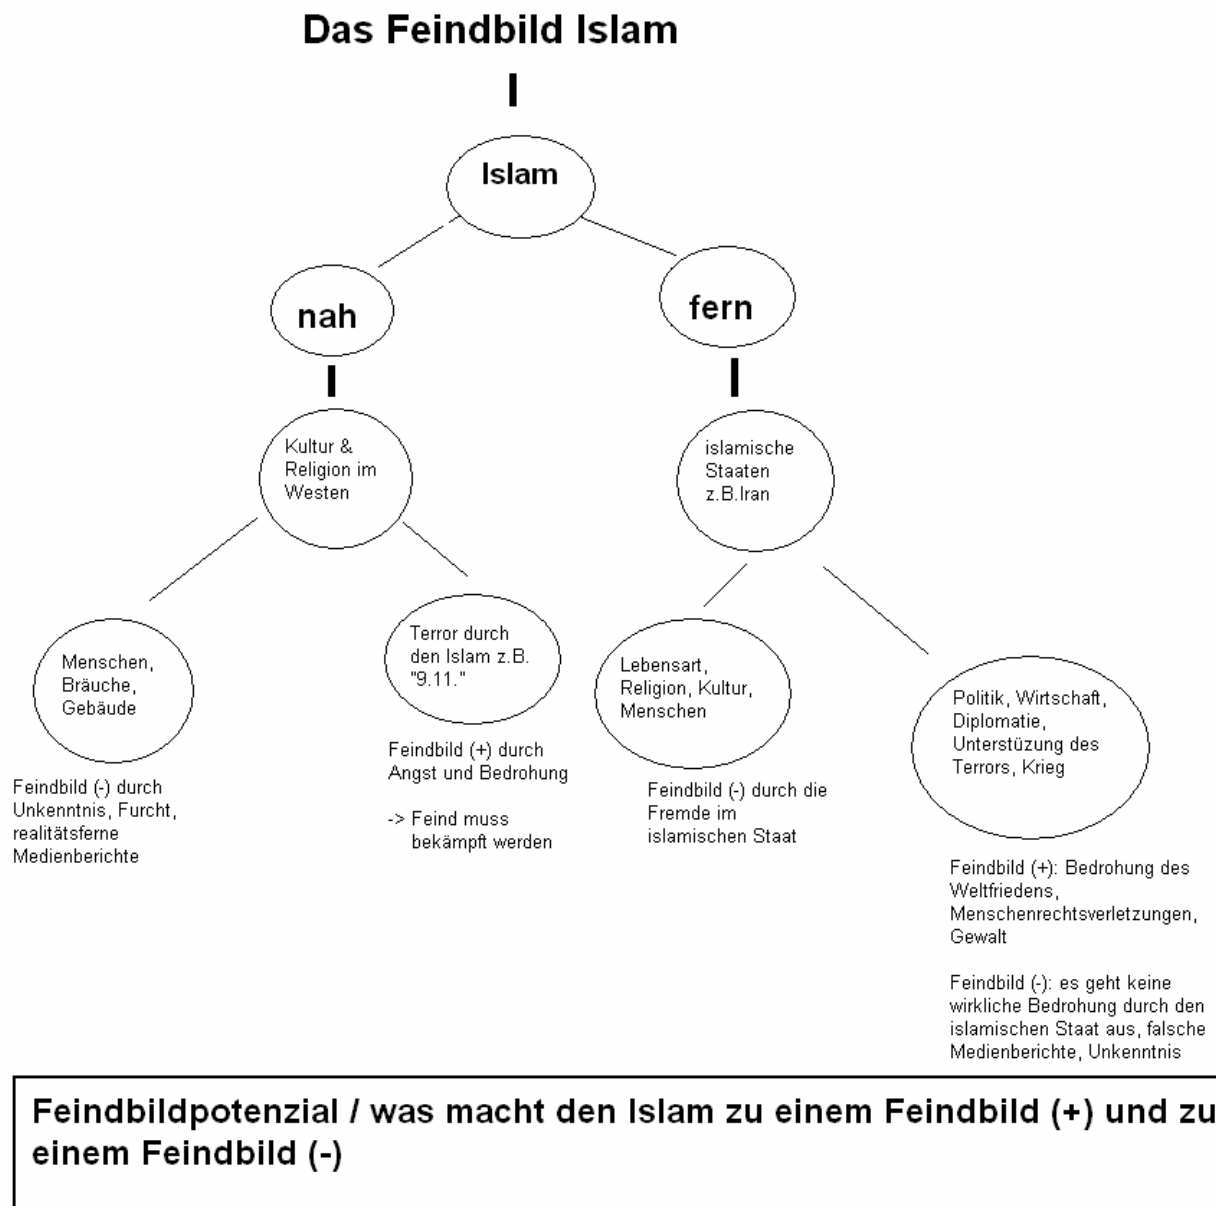 Das Feindbild Islam
Islam
nah
fern
Kultur &
Religion im
Westen
islamische
Staaten
z.B.Iran
Menschen,
Bräuche,
Gebäude
Feindbild (-) durch
Unkenntnis, Furcht,
realitätsferne
Medienberichte
Terror durch
den Islam z.B.
"9.11."
Feindbild (+) durch
Angst und Bedrohung
-> Feind muss
bekämpft werden
Lebensart,
Religion, Kultur,
Menschen
Feindbild (-) durch die
Fremde im
islamischen Staat
Politik, Wirtschaft,
Diplomatie,
Unterstüzung des
Terrors, Krieg
Feindbild (+): Bedrohung des
Weltfriedens,
Menschenrechtsverletzungen,
Gewalt
Feindbild (-): es geht keine
wirkliche Bedrohung durch den
islamischen Staat aus, falsche
Medienberichte, Unkenntnis
Feindbildpotenzial / was macht den Islam zu einem Feindbild (+) und zu
einem Feindbild (-)